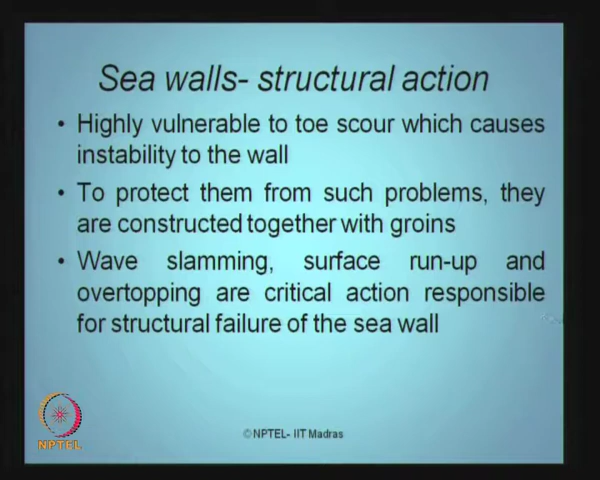 Sea walls- structural action
• Highly vulnerable to toe scour which causes
instability to the wall
• To protect them from such problems, they
are constructed together with groins
• Wave slamming, surface run-up and
overtopping are critical action responsible
for structural failure of the sea wall
NPTEL
©NPTEL- IIT Madras